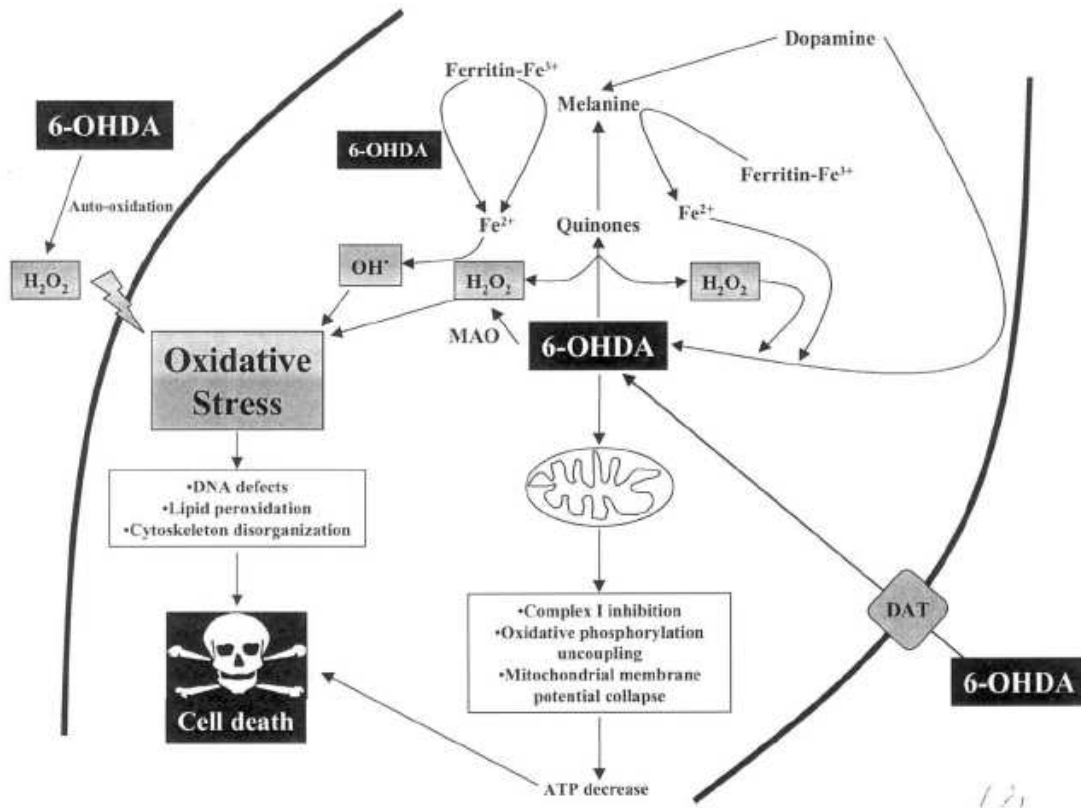 Dopamine
Ferritin-Fe³⁺
Melanine
6-OHDA
6-OHDA
Ferritin-Fe³⁺
Auto-oxidation
Fe²⁺
Quinones
Fe²⁺
H₂O₂
OH•
H₂O₂
H₂O₂
MAO
6-OHDA
Oxidative
Stress
•DNA defects
•Lipid peroxidation
•Cytoskeleton disorganization
DAT
•Complex I inhibition
•Oxidative phosphorylation
uncoupling
•Mitochondrial membrane
potential collapse
6-OHDA
Cell death
ATP decrease